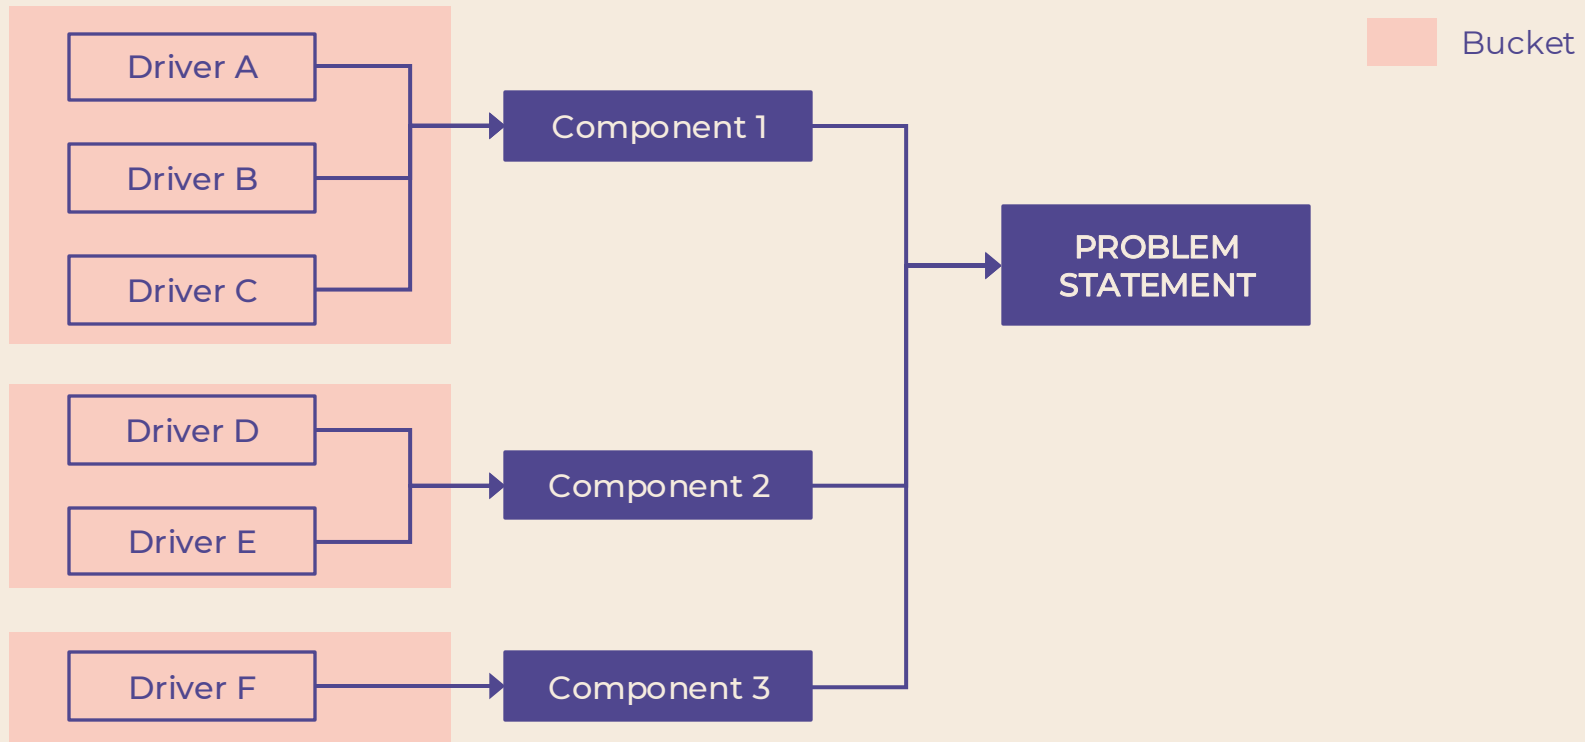 Driver A
Driver B
Driver C
Driver D
Driver E
Driver F
Component 1
Component 2
Component 3
PROBLEM
STATEMENT
Bucket